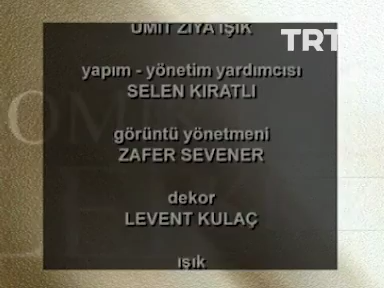 ÜMİT ZİYA IŞIK
TRT
yapım - yönetim yardımcısı
SELEN KIRATLI
görüntü yönetmeni
ZAFER SEVENER
dekor
LEVENT KULAÇ
ışık